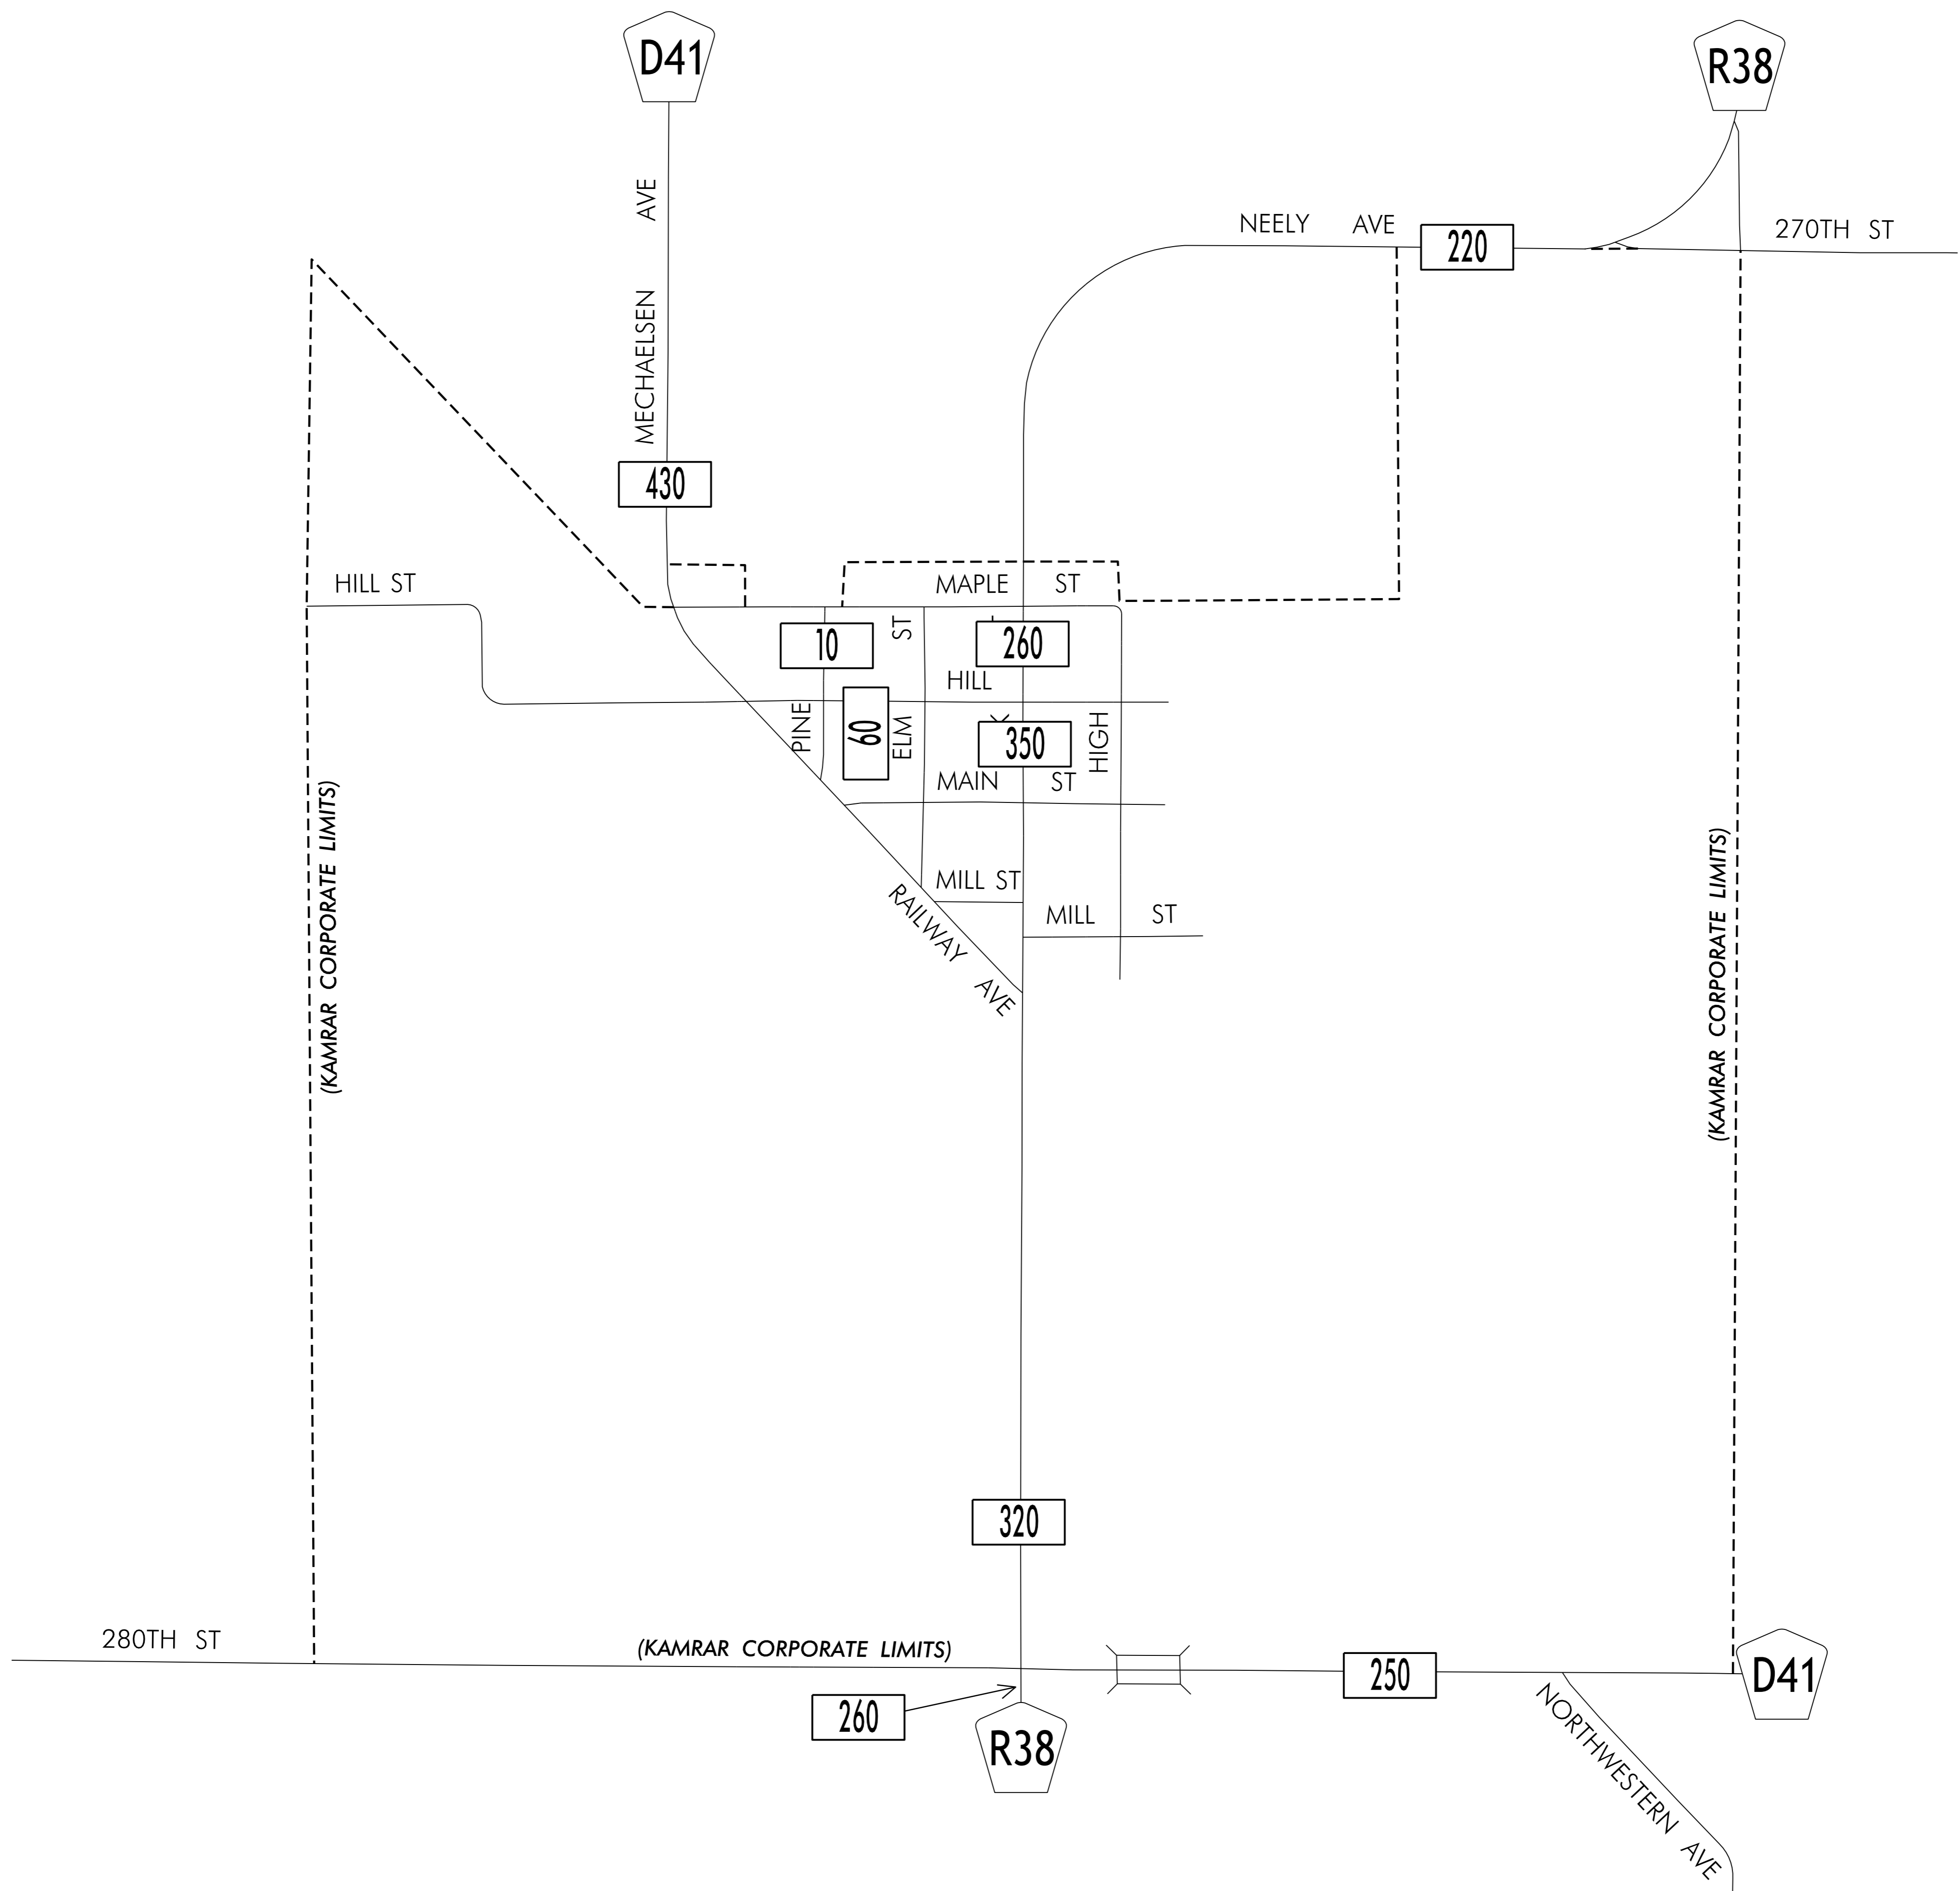 D41
R38
MECHAELSEN AVE
NEELY AVE
220
270TH ST
430
HILL ST
MAPLE ST
10
ST
260
HILL
PINE
60
ELM
350
HIGH
MAIN ST
MILL ST
MILL ST
RAILWAY AVE
(KAMRAR CORPORATE LIMITS)
(KAMRAR CORPORATE LIMITS)
320
280TH ST
(KAMRAR CORPORATE LIMITS)
250
D41
260
R38
NORTHWESTERN AVE